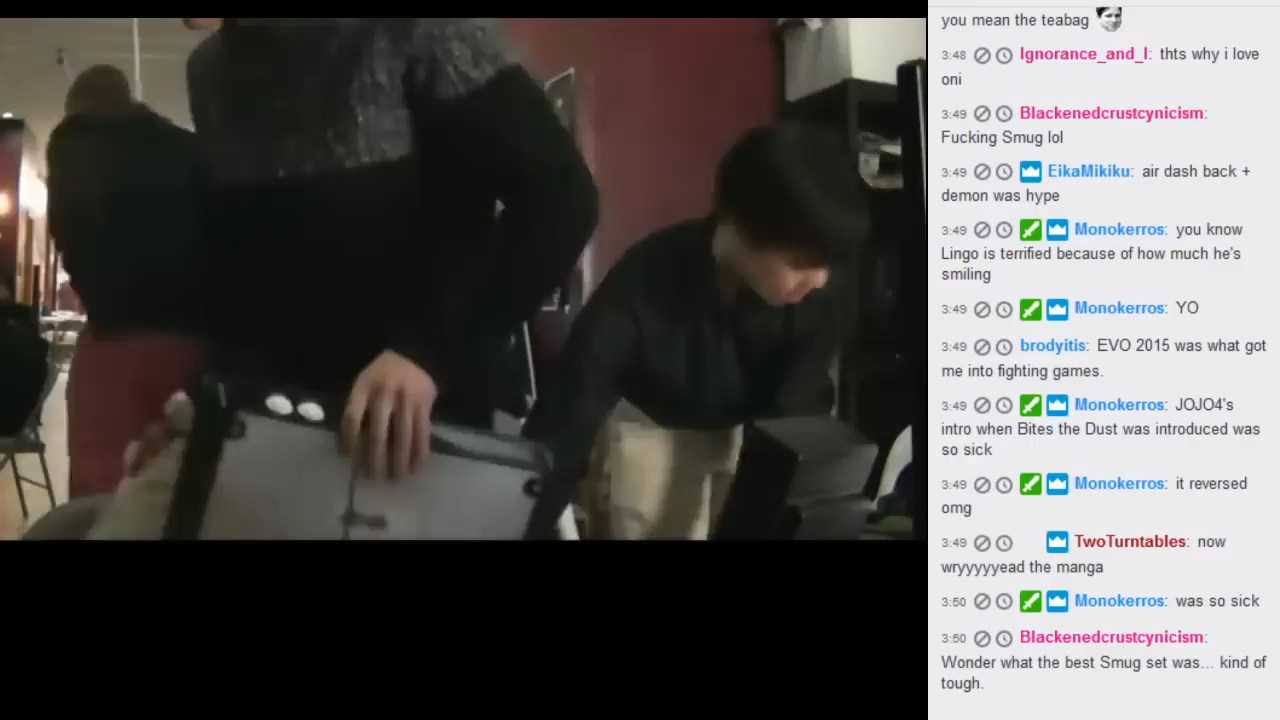 you mean the teabag
3:48 Ignorance_and_I: thts why i love
oni
3:49 Blackenedcrustcynicism:
Fucking Smug lol
3:49 EikaMikiku: air dash back +
demon was hype
3:49 Monokerros: you know
Lingo is terrified because of how much he's
smiling
3:49 Monokerros: YO
3:49 brodyitis: EVO 2015 was what got
me into fighting games.
3:49 Monokerros: JOJO4's
intro when Bites the Dust was introduced was
so sick
3:49 Monokerros: it reversed
omg
3:49 TwoTurntables: now
wryyyyyead the manga
3:50 Monokerros: was so sick
3:50 Blackenedcrustcynicism:
Wonder what the best Smug set was... kind of
tough.